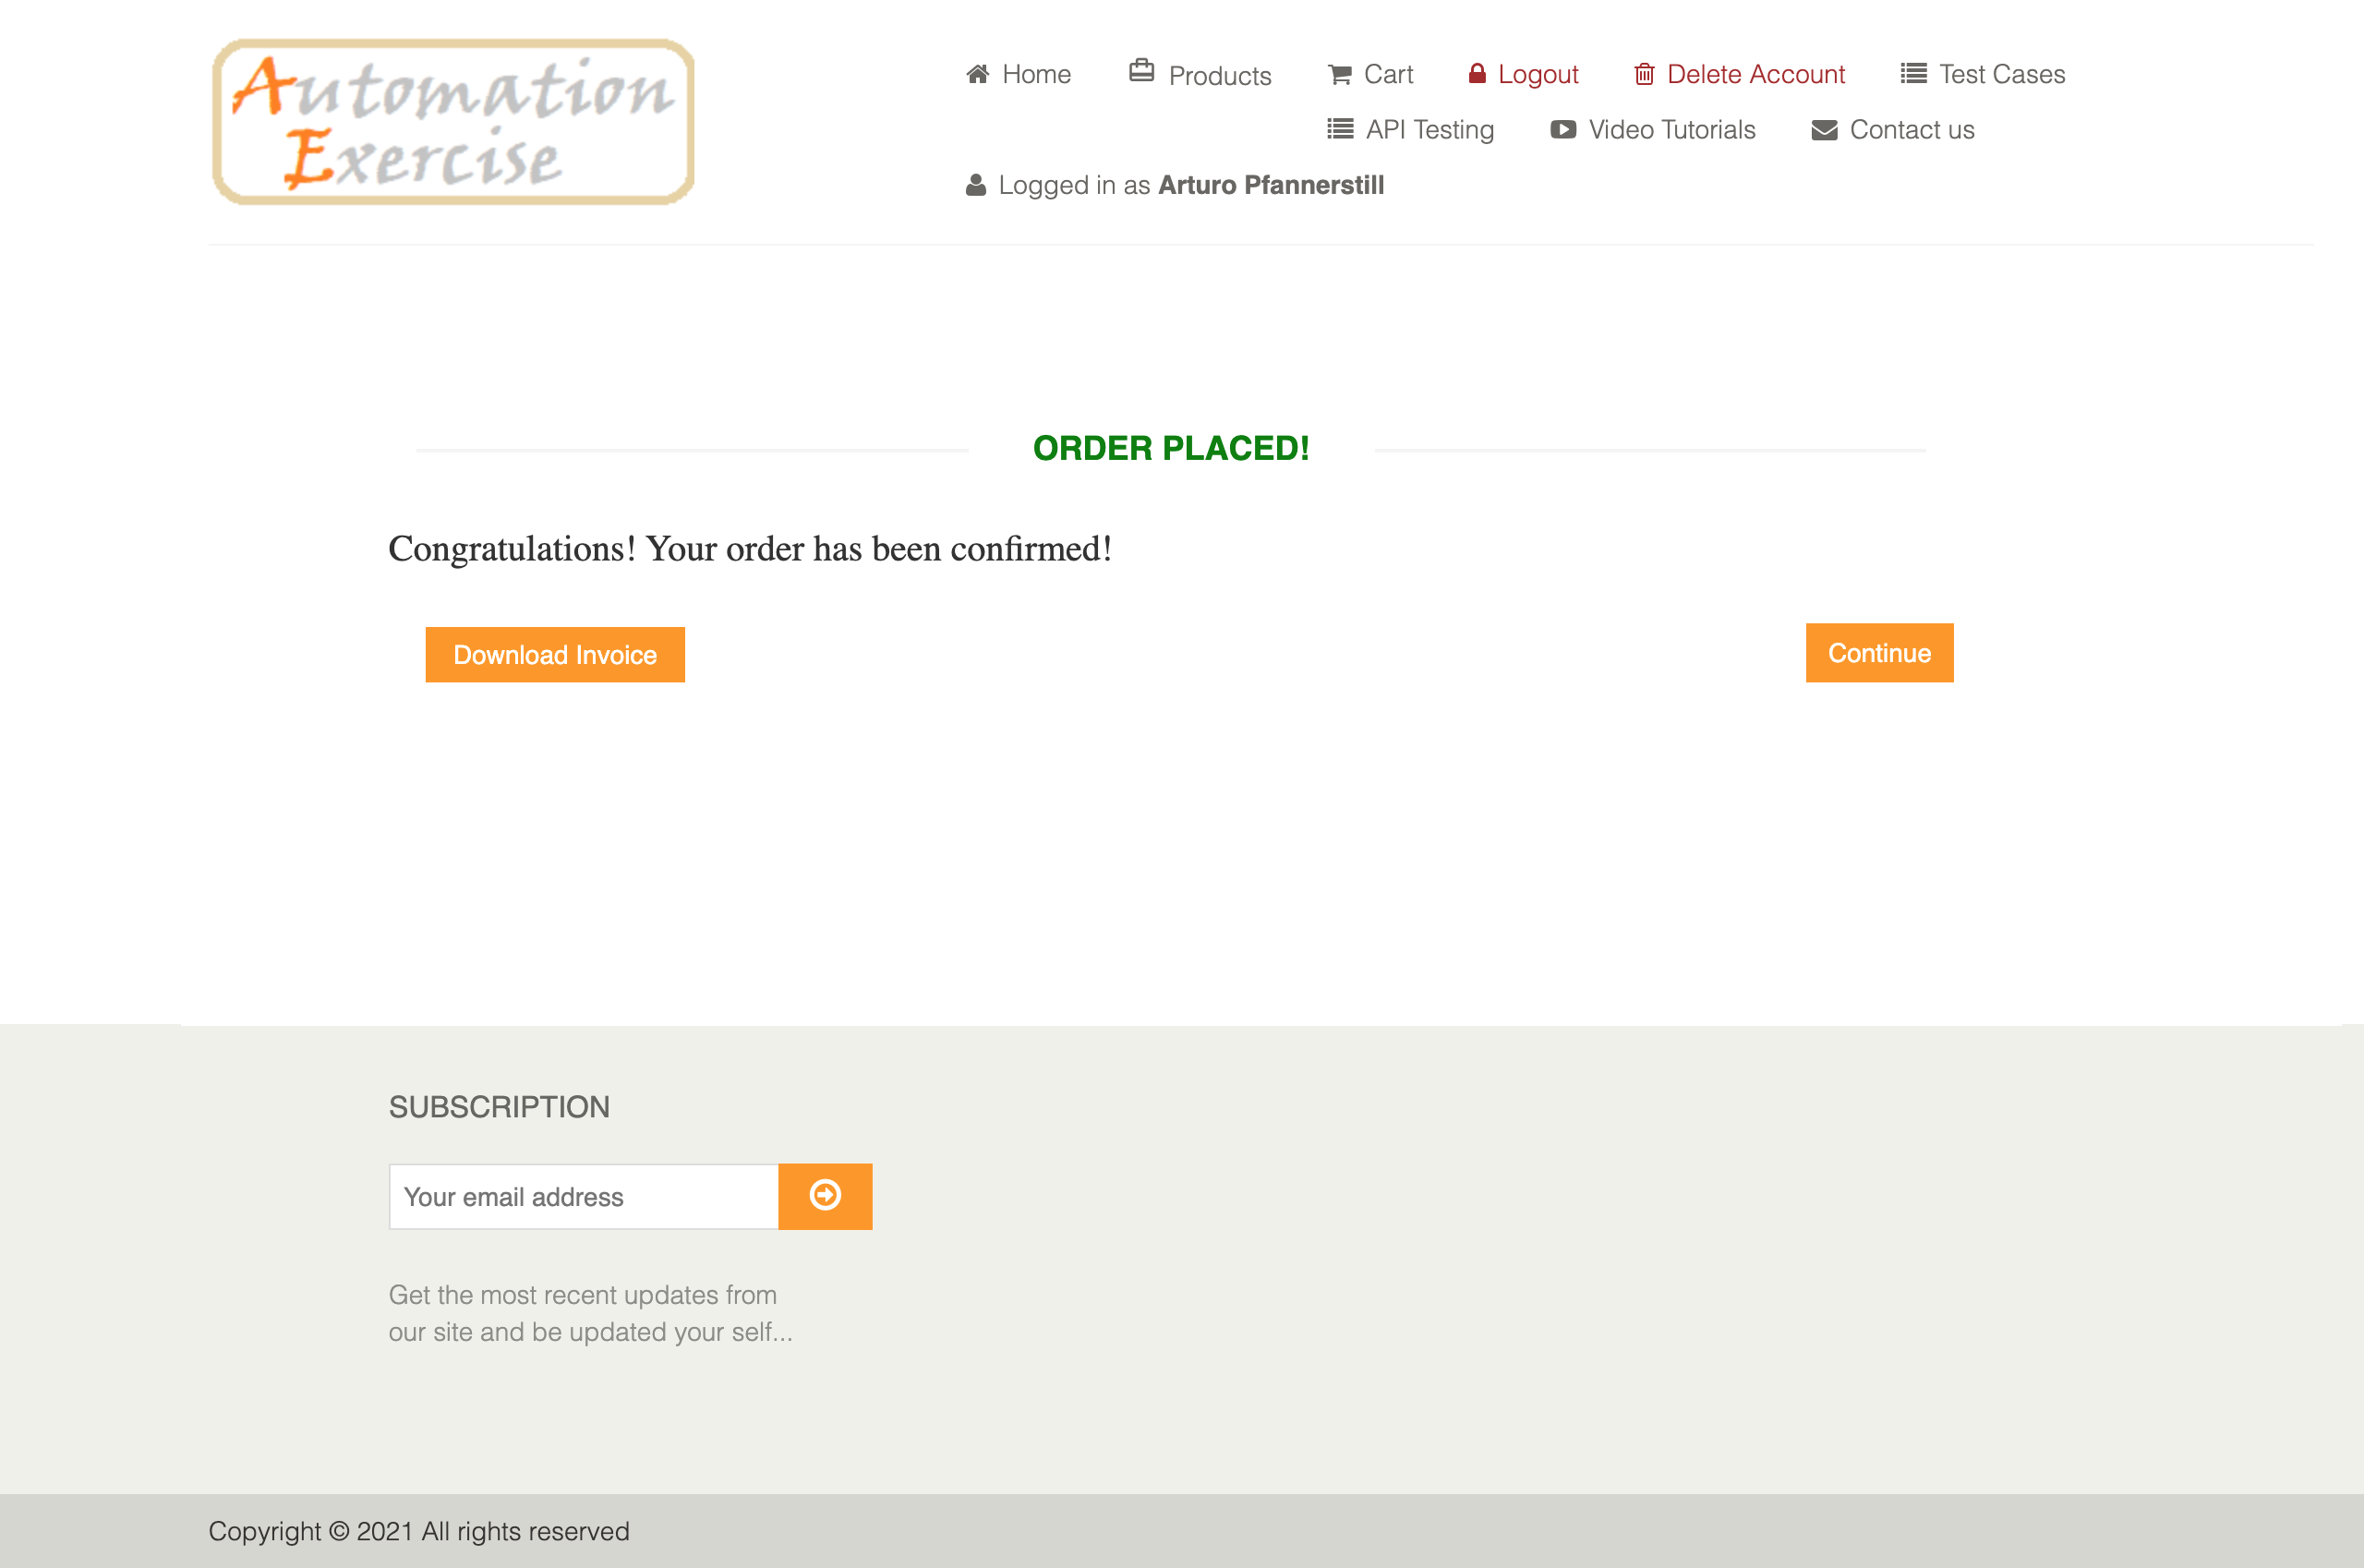 Automation
Exercise
Home Products Cart Logout Delete Account Test Cases
API Testing Video Tutorials Contact us
Logged in as Arturo Pfannerstill
ORDER PLACED!
Congratulations! Your order has been confirmed!
Download Invoice Continue
SUBSCRIPTION
Your email address
Get the most recent updates from
our site and be updated your self...
Copyright © 2021 All rights reserved